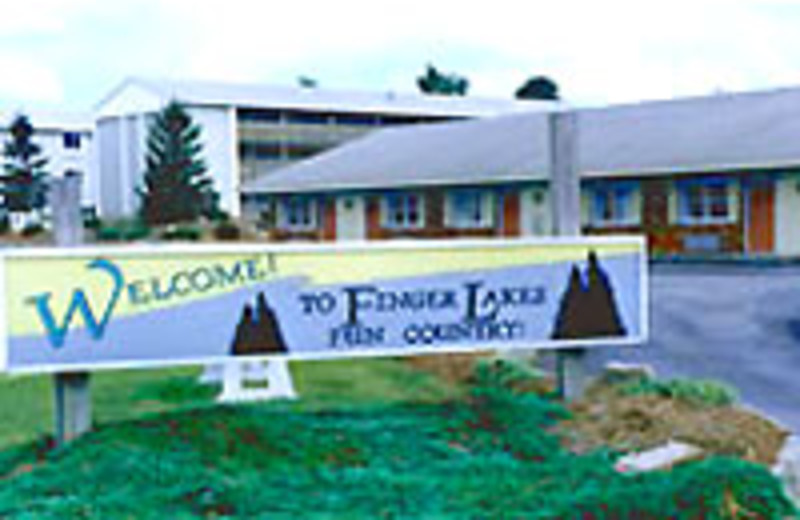 WELCOME!
TO FINGER LAKES
FUN COUNTRY!